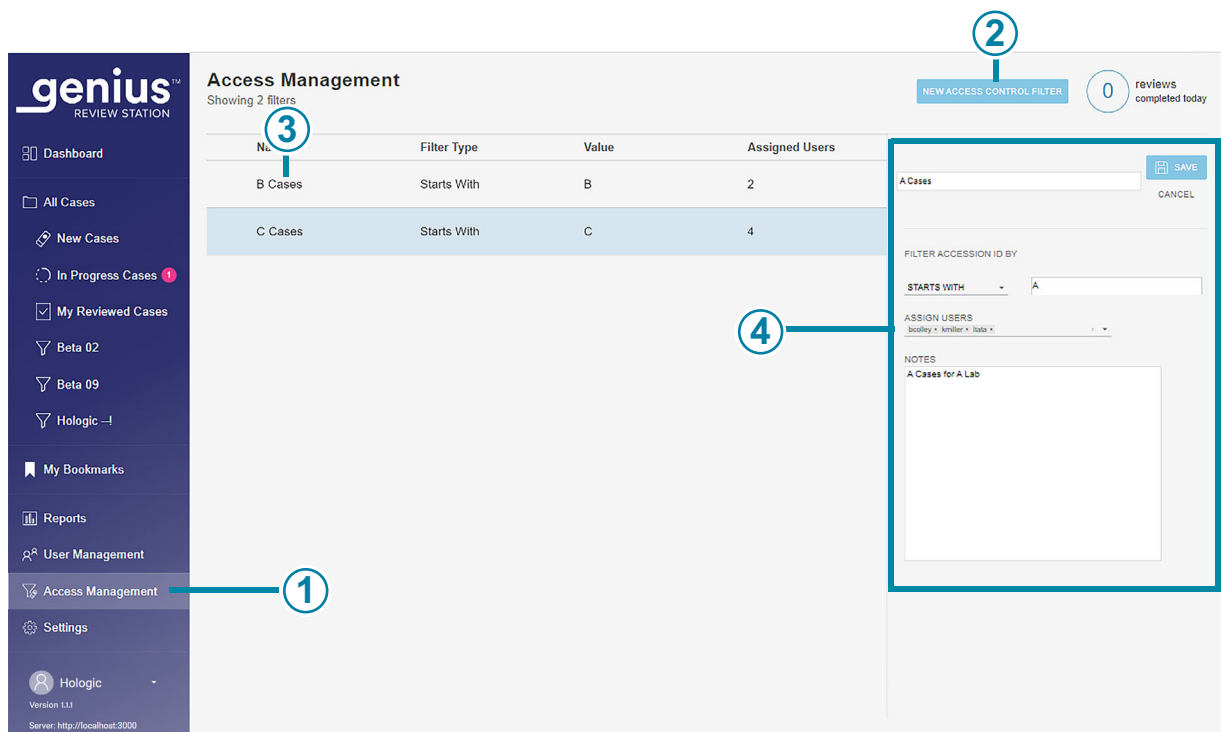 2
genius™
REVIEW STATION
Access Management
Showing 2 filters
NEW ACCESS CONTROL FILTER
0
reviews
completed today
3
Dashboard
All Cases
New Cases
In Progress Cases 1
My Reviewed Cases
Beta 02
Beta 09
Hologic --!
My Bookmarks
Reports
User Management
Access Management
Settings
Hologic
Version 1.1.1
Server: http://localhost:3000
1
Filter Type Value Assigned Users
B Cases Starts With B 2
C Cases Starts With C 4
4
A Cases
SAVE
CANCEL
FILTER ACCESSION ID BY
STARTS WITH A
ASSIGN USERS
bcolley × kmiller × ltata ×
NOTES
A Cases for A Lab